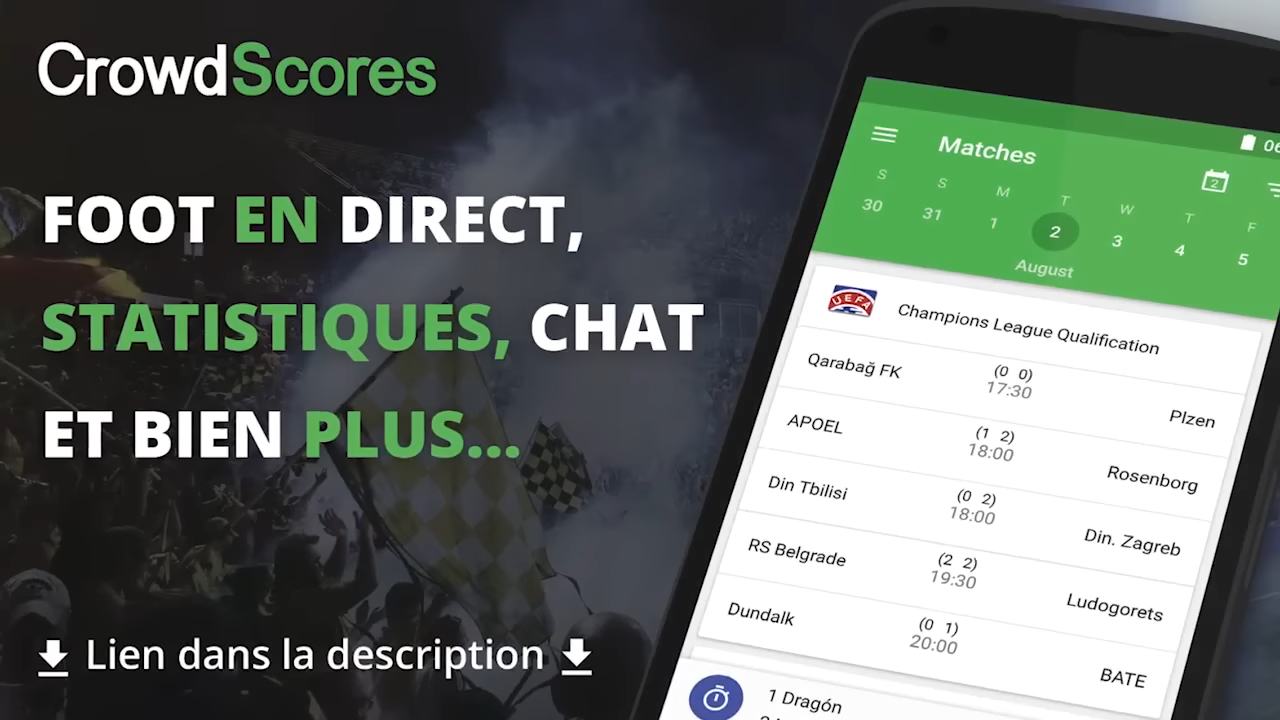 CrowdScores
FOOT EN DIRECT,
STATISTIQUES, CHAT
ET BIEN PLUS...
Lien dans la description
Matches
2
S S M T W T F
30 31 1 2 3 4 5
August
UEFA
Champions League Qualification
Qarabağ FK (0 0) 17:30 Plzen
APOEL (1 2) 18:00 Rosenborg
Din Tbilisi (0 2) 18:00 Din. Zagreb
RS Belgrade (2 2) 19:30 Ludogorets
Dundalk (0 1) 20:00 BATE
1 Dragón